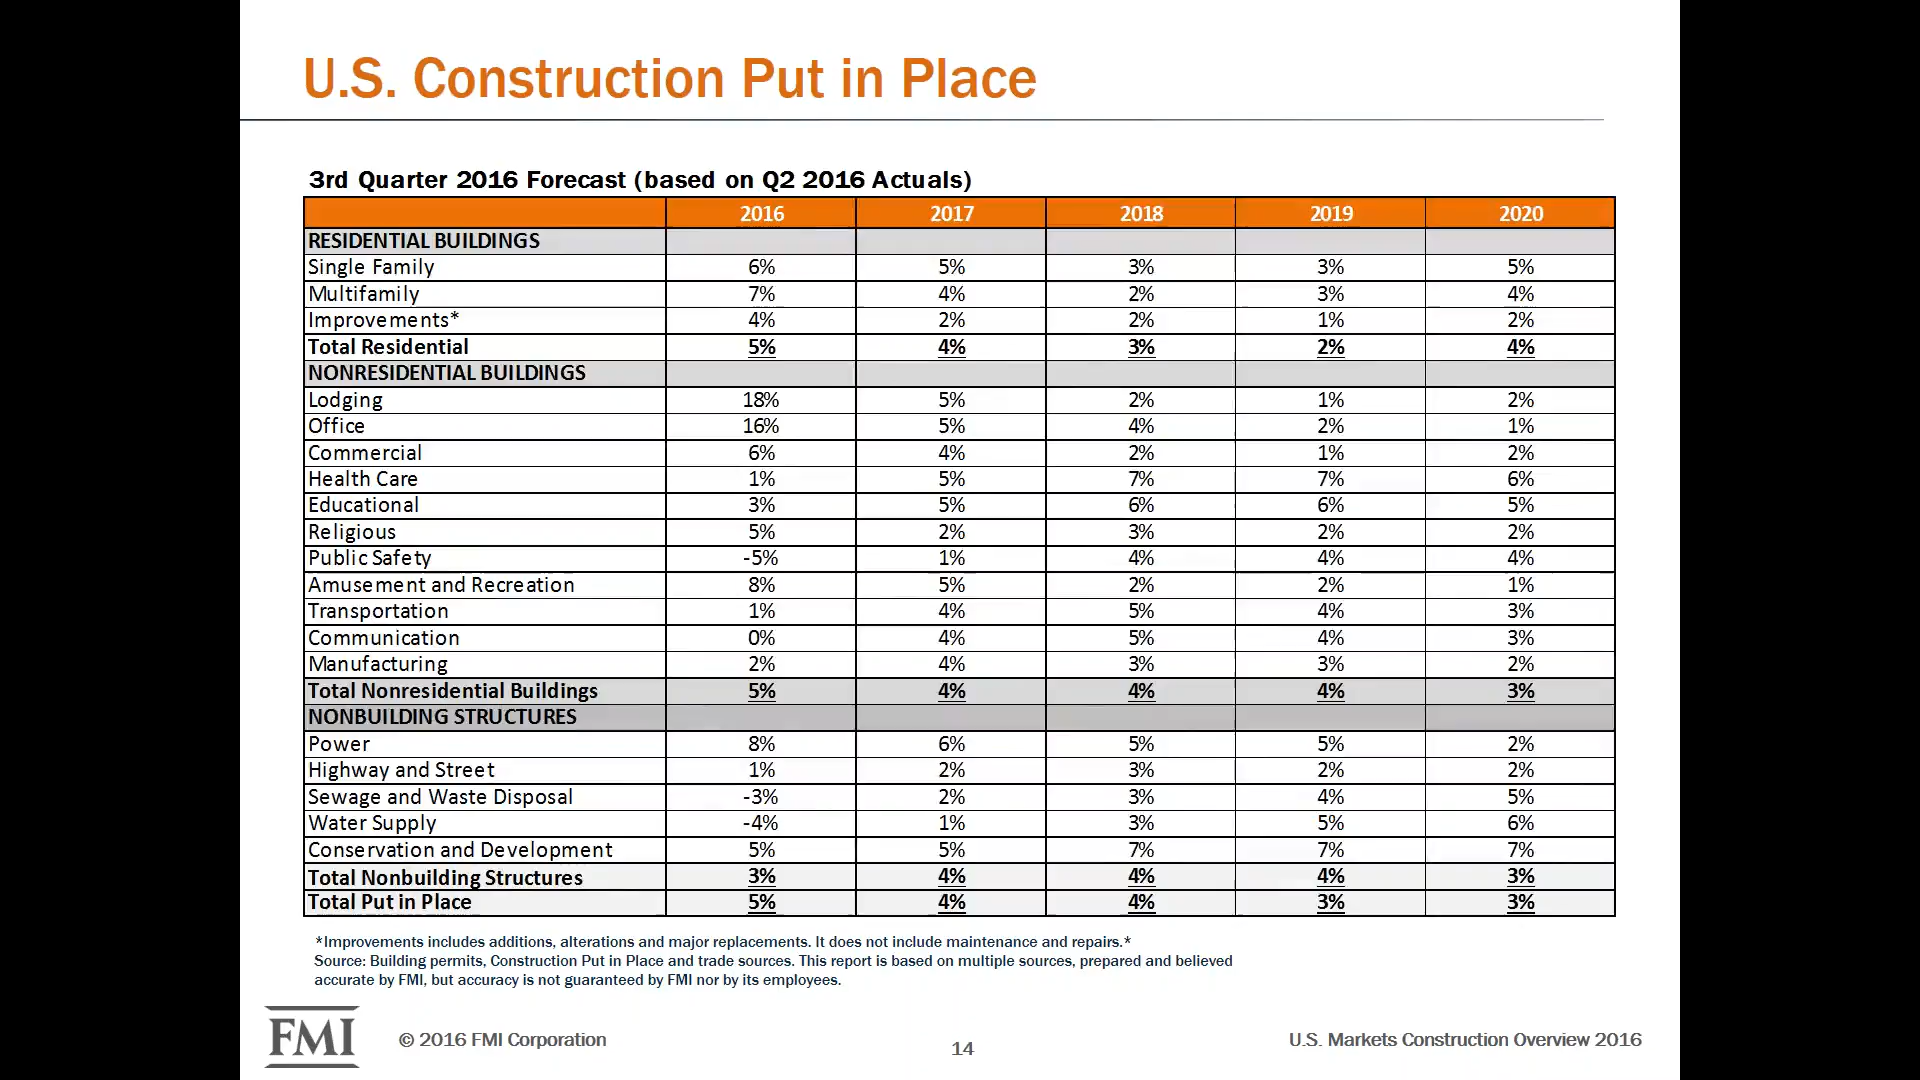 U.S. Construction Put in Place
3rd Quarter 2016 Forecast (based on Q2 2016 Actuals)
2016 2017 2018 2019 2020
RESIDENTIAL BUILDINGS
Single Family 6% 5% 3% 3% 5%
Multifamily 7% 4% 2% 3% 4%
Improvements* 4% 2% 2% 1% 2%
Total Residential 5% 4% 3% 2% 4%
NONRESIDENTIAL BUILDINGS
Lodging 18% 5% 2% 1% 2%
Office 16% 5% 4% 2% 1%
Commercial 6% 4% 2% 1% 2%
Health Care 1% 5% 7% 7% 6%
Educational 3% 5% 6% 6% 5%
Religious 5% 2% 3% 2% 2%
Public Safety -5% 1% 4% 4% 4%
Amusement and Recreation 8% 5% 2% 2% 1%
Transportation 1% 4% 5% 4% 3%
Communication 0% 4% 5% 4% 3%
Manufacturing 2% 4% 3% 3% 2%
Total Nonresidential Buildings 5% 4% 4% 4% 3%
NONBUILDING STRUCTURES
Power 8% 6% 5% 5% 2%
Highway and Street 1% 2% 3% 2% 2%
Sewage and Waste Disposal -3% 2% 3% 4% 5%
Water Supply -4% 1% 3% 5% 6%
Conservation and Development 5% 5% 7% 7% 7%
Total Nonbuilding Structures 3% 4% 4% 4% 3%
Total Put in Place 5% 4% 4% 3% 3%
*Improvements includes additions, alterations and major replacements. It does not include maintenance and repairs.*
Source: Building permits, Construction Put in Place and trade sources. This report is based on multiple sources, prepared and believed
accurate by FMI, but accuracy is not guaranteed by FMI nor by its employees.
FMI © 2016 FMI Corporation 14 U.S. Markets Construction Overview 2016